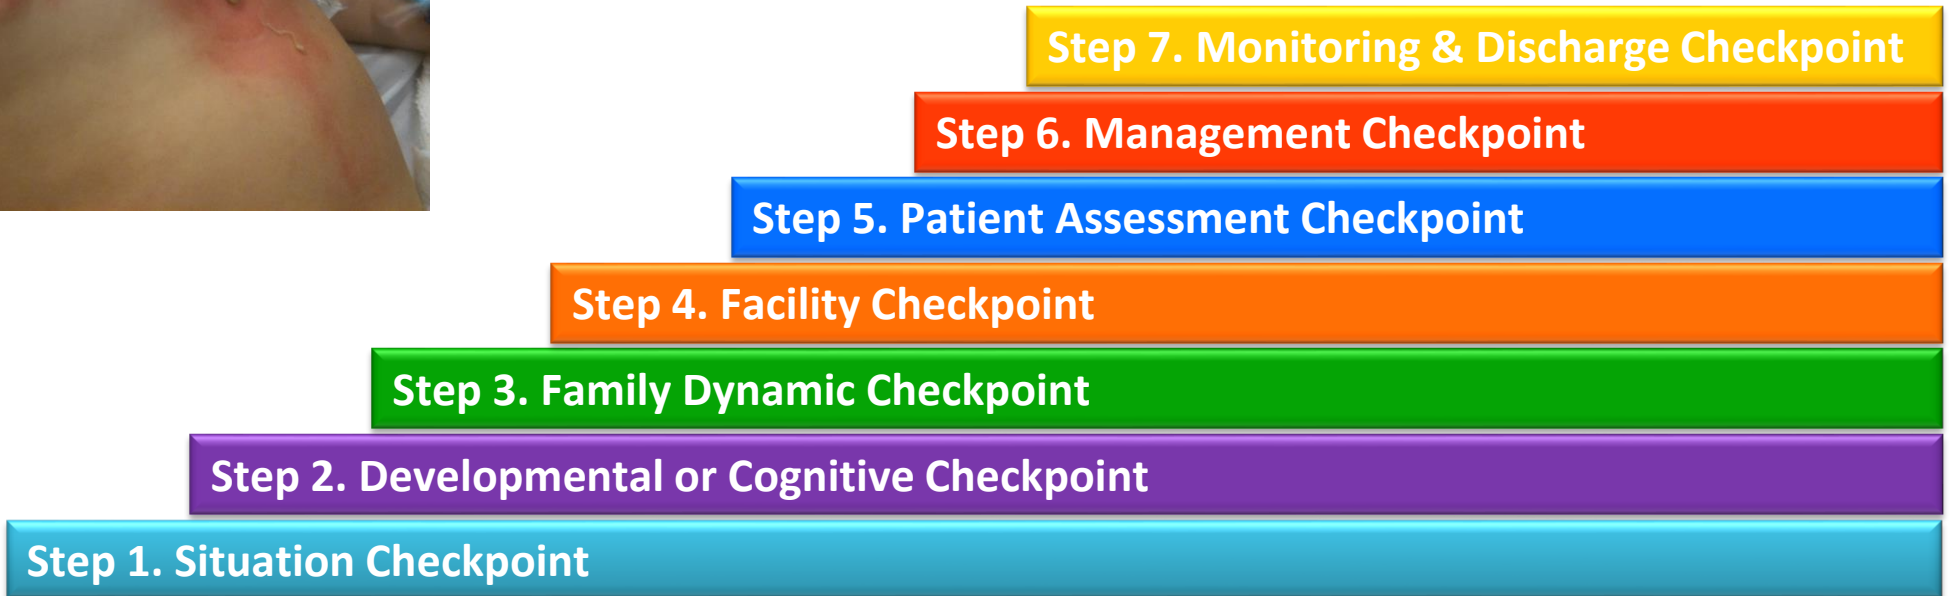 Step 7. Monitoring & Discharge Checkpoint
Step 6. Management Checkpoint
Step 5. Patient Assessment Checkpoint
Step 4. Facility Checkpoint
Step 3. Family Dynamic Checkpoint
Step 2. Developmental or Cognitive Checkpoint
Step 1. Situation Checkpoint